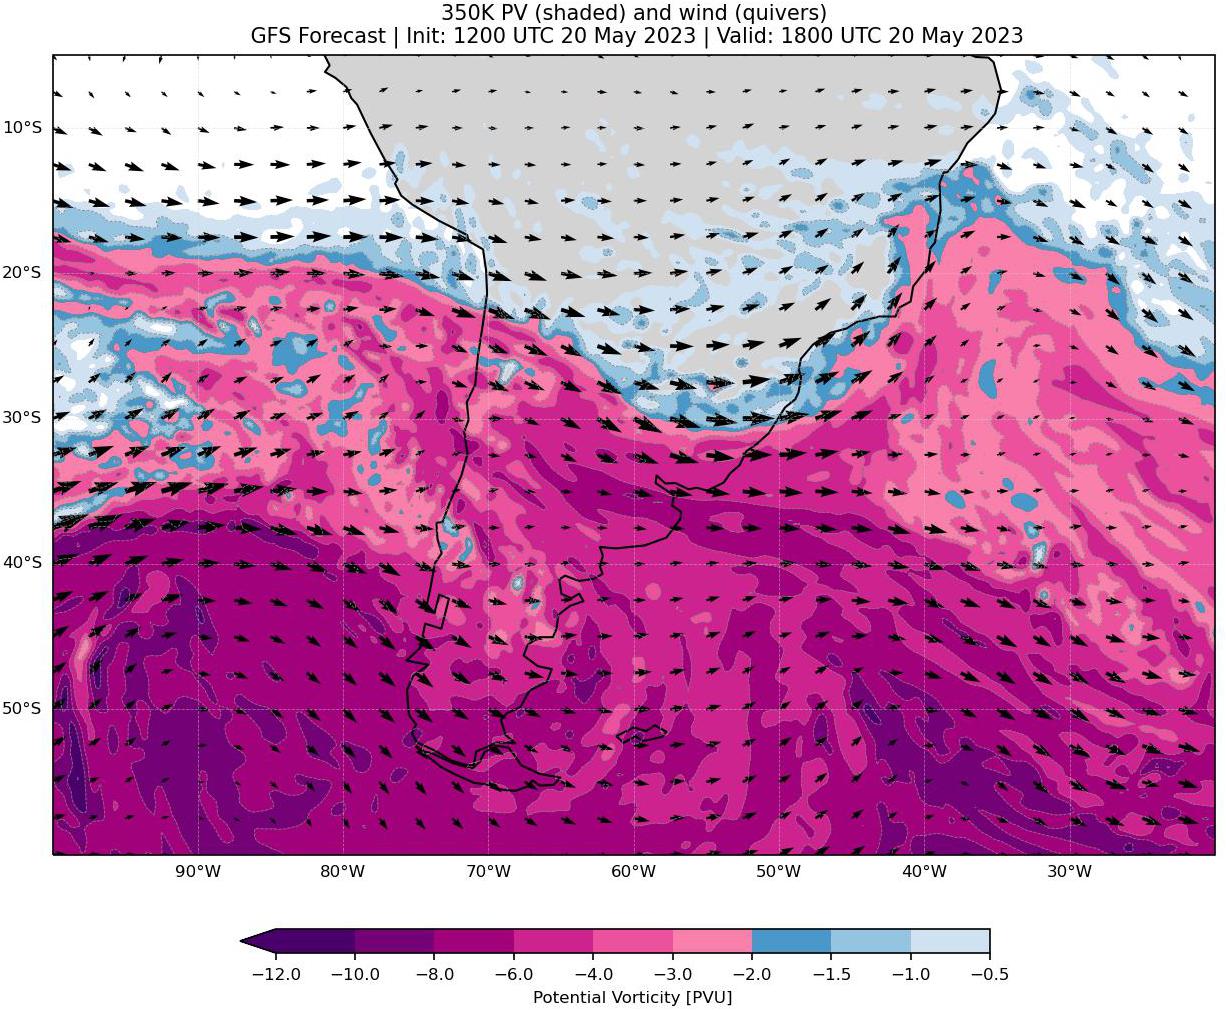 350K PV (shaded) and wind (quivers)
GFS Forecast | Init: 1200 UTC 20 May 2023 | Valid: 1800 UTC 20 May 2023
10°S
20°S
30°S
40°S
50°S
90°W 80°W 70°W 60°W 50°W 40°W 30°W
−12.0 −10.0 −8.0 −6.0 −4.0 −3.0 −2.0 −1.5 −1.0 −0.5
Potential Vorticity [PVU]